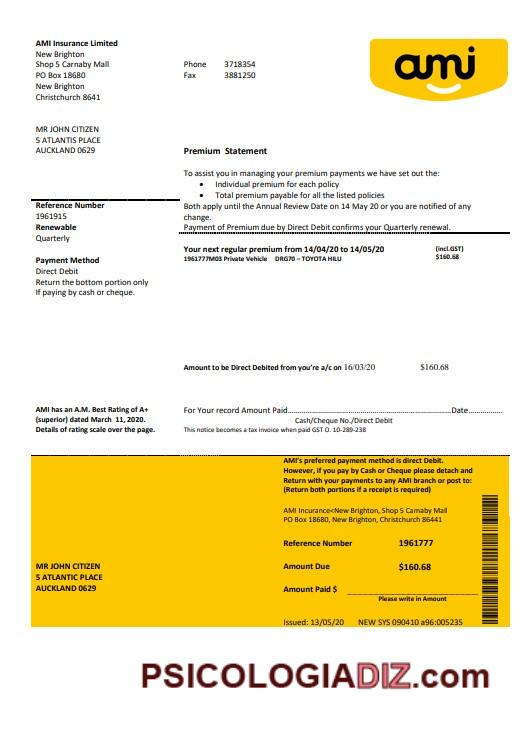 AMI Insurance Limited
New Brighton
Shop 5 Carnaby Mall
PO Box 18680
New Brighton
Christchurch 8641
Phone 3718354
Fax 3881250
ami
MR JOHN CITIZEN
5 ATLANTIS PLACE
AUCKLAND 0629
Premium Statement
To assist you in managing your premium payments we have set out the:
• Individual premium for each policy
• Total premium payable for all the listed policies
Both apply until the Annual Review Date on 14 May 20 or you are notified of any
change.
Payment of Premium due by Direct Debit confirms your Quarterly renewal.
Reference Number
1961915
Renewable
Quarterly
Payment Method
Direct Debit
Return the bottom portion only
If paying by cash or cheque.
Your next regular premium from 14/04/20 to 14/05/20 (incl.GST)
1961777M03 Private Vehicle DRG70 – TOYOTA HILU $160.68
Amount to be Direct Debited from you're a/c on 16/03/20 $160.68
AMI has an A.M. Best Rating of A+
(superior) dated March 11, 2020.
Details of rating scale over the page.
For Your record Amount Paid......................................................Date..............
Cash/Cheque No./Direct Debit
This notice becomes a tax invoice when paid GST O. 10-289-238
AMI's preferred payment method is direct Debit.
However, if you pay by Cash or Cheque please detach and
Return with your payments to any AMI branch or post to:
(Return both portions if a receipt is required)
AMI Insurance<New Brighton, Shop 5 Carnaby Mall
PO Box 18680, New Brighton, Christchurch 86441
Reference Number 1961777
MR JOHN CITIZEN
5 ATLANTIC PLACE
AUCKLAND 0629
Amount Due $160.68
Amount Paid $
Please write in Amount
Issued: 13/05/20 NEW SYS 090410 a96:005235
PSICOLOGIADIZ.com